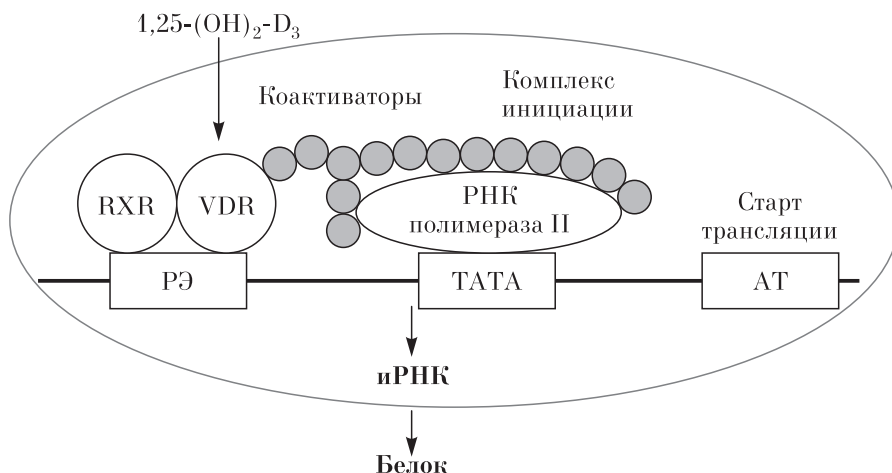 1,25-(OH)₂-D₃
Коактиваторы
Комплекс
инициации
RXR
VDR
РНК
полимераза II
Старт
трансляции
РЭ
ТАТА
АТ
иРНК
Белок